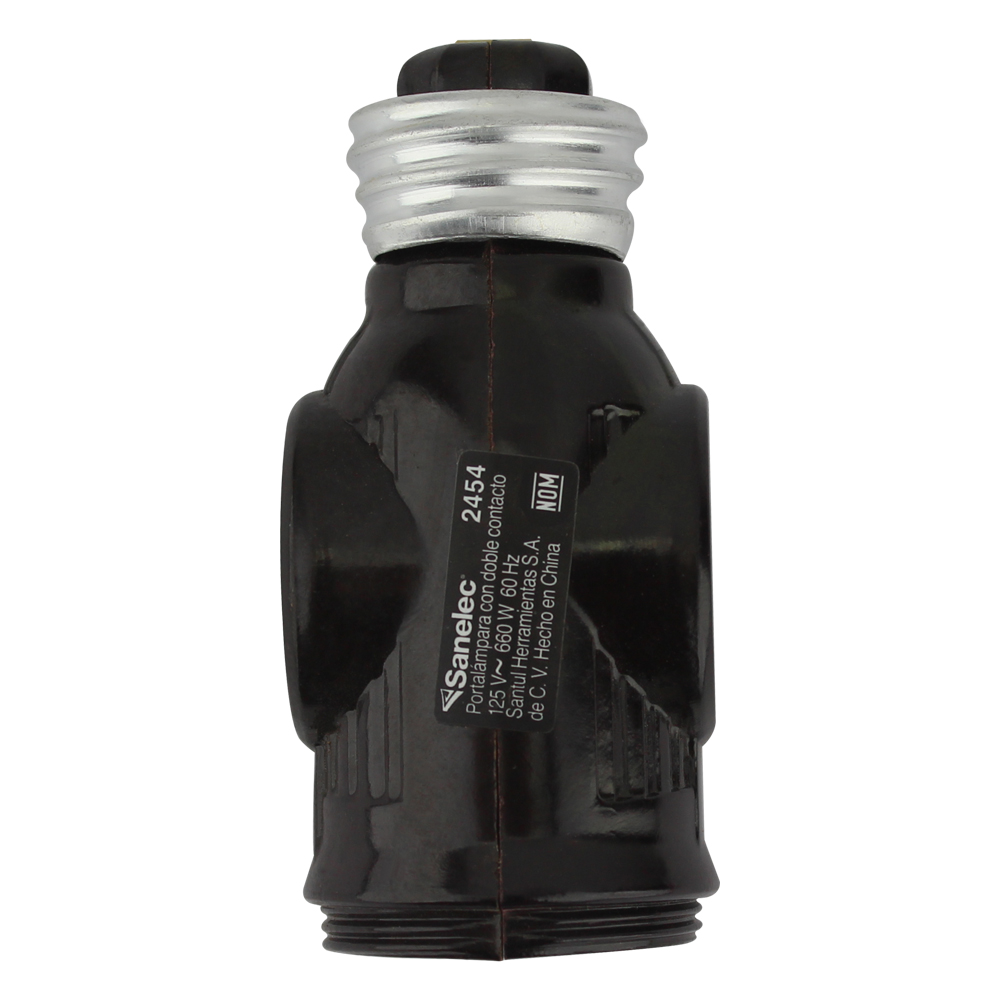 Sanelec® 2454
Portalámpara con doble contacto
125 V~ 660 W 60 Hz
Santul Herramientas S.A.
de C. V. Hecho en China
NOM